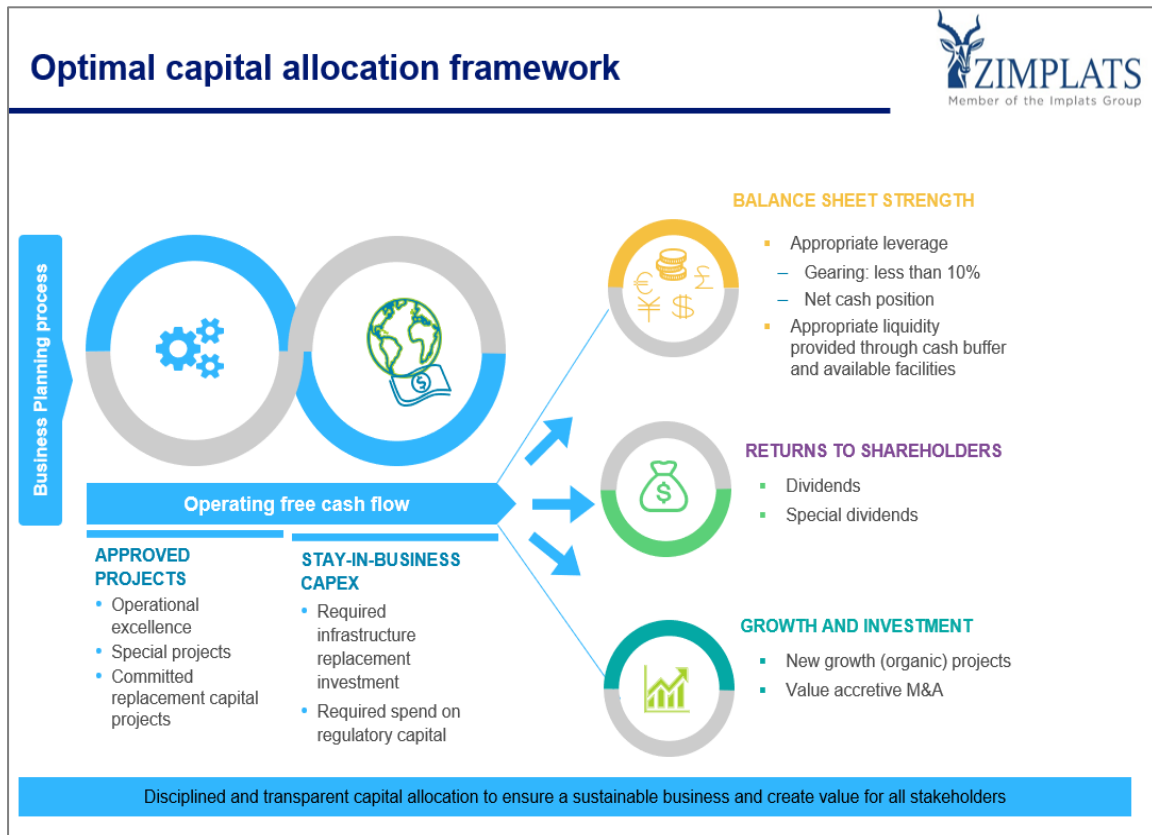 Optimal capital allocation framework
ZIMPLATS
Member of the Implats Group
Business Planning process
Operating free cash flow
APPROVED
PROJECTS
• Operational
excellence
• Special projects
• Committed
replacement capital
projects
STAY-IN-BUSINESS
CAPEX
• Required
infrastructure
replacement
investment
• Required spend on
regulatory capital
BALANCE SHEET STRENGTH
▪ Appropriate leverage
– Gearing: less than 10%
– Net cash position
▪ Appropriate liquidity
provided through cash buffer
and available facilities
€ £
¥ $
$
RETURNS TO SHAREHOLDERS
▪ Dividends
▪ Special dividends
$
GROWTH AND INVESTMENT
▪ New growth (organic) projects
▪ Value accretive M&A
Disciplined and transparent capital allocation to ensure a sustainable business and create value for all stakeholders